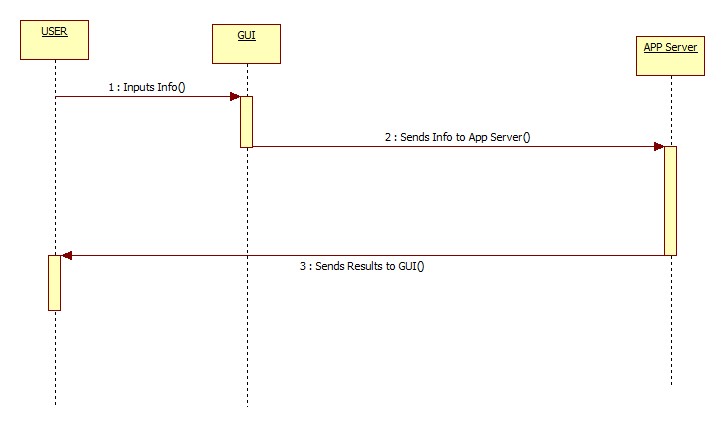 USER
GUI
APP Server
1 : Inputs Info()
2 : Sends Info to App Server()
3 : Sends Results to GUI()